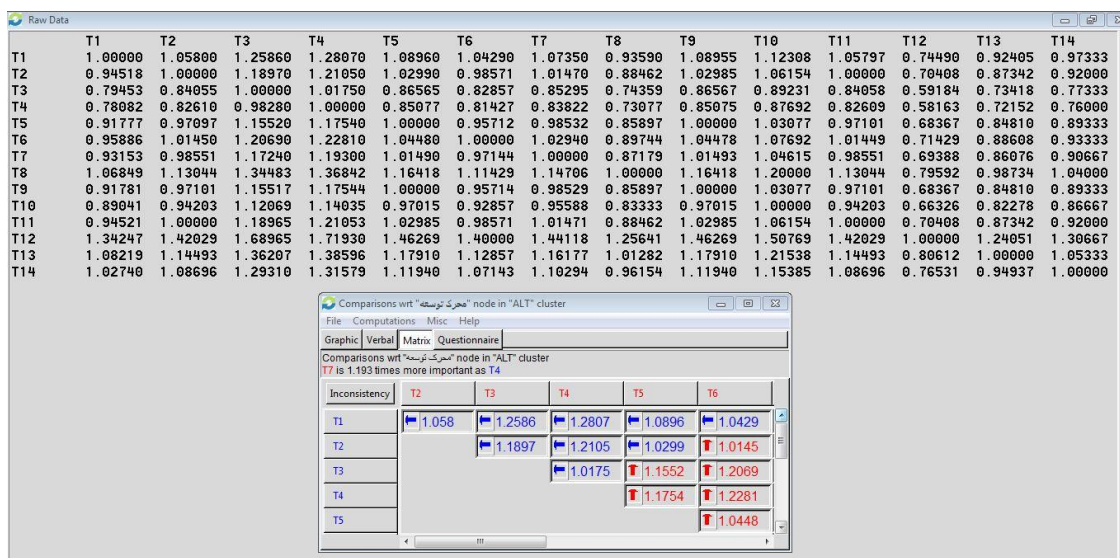 Raw Data
T1 T2 T3 T4 T5 T6 T7 T8 T9 T10 T11 T12 T13 T14
T1 1.00000 1.05800 1.25860 1.28070 1.08960 1.04290 1.07350 0.93590 1.08955 1.12308 1.05797 0.74490 0.92405 0.97333
T2 0.94518 1.00000 1.18970 1.21050 1.02990 0.98571 1.01470 0.88462 1.02985 1.06154 1.00000 0.70408 0.87342 0.92000
T3 0.79453 0.84055 1.00000 1.01750 0.86565 0.82857 0.85295 0.74359 0.86567 0.89231 0.84058 0.59184 0.73418 0.77333
T4 0.78082 0.82610 0.98280 1.00000 0.85077 0.81427 0.83822 0.73077 0.85075 0.87692 0.82609 0.58163 0.72152 0.76000
T5 0.91777 0.97097 1.15520 1.17540 1.00000 0.95712 0.98532 0.85897 1.00000 1.03077 0.97101 0.68367 0.84810 0.89333
T6 0.95886 1.01450 1.20690 1.22810 1.04480 1.00000 1.02940 0.89744 1.04478 1.07692 1.01449 0.71429 0.88608 0.93333
T7 0.93153 0.98551 1.17240 1.19300 1.01490 0.97144 1.00000 0.87179 1.01493 1.04615 0.98551 0.69388 0.86076 0.90667
T8 1.06849 1.13044 1.34483 1.36842 1.16418 1.11429 1.14706 1.00000 1.16418 1.20000 1.13044 0.79592 0.98734 1.04000
T9 0.91781 0.97101 1.15517 1.17544 1.00000 0.95714 0.98529 0.85897 1.00000 1.03077 0.97101 0.68367 0.84810 0.89333
T10 0.89041 0.94203 1.12069 1.14035 0.97015 0.92857 0.95588 0.83333 0.97015 1.00000 0.94203 0.66326 0.82278 0.86667
T11 0.94521 1.00000 1.18965 1.21053 1.02985 0.98571 1.01471 0.88462 1.02985 1.06154 1.00000 0.70408 0.87342 0.92000
T12 1.34247 1.42029 1.68965 1.71930 1.46269 1.40000 1.44118 1.25641 1.46269 1.50769 1.42029 1.00000 1.24051 1.30667
T13 1.08219 1.14493 1.36207 1.38596 1.17910 1.12857 1.16177 1.01282 1.17910 1.21538 1.14493 0.80612 1.00000 1.05333
T14 1.02740 1.08696 1.29310 1.31579 1.11940 1.07143 1.10294 0.96154 1.11940 1.15385 1.08696 0.76531 0.94937 1.00000
Comparisons wrt "محرک توسعه" node in "ALT" cluster
File Computations Misc Help
Graphic Verbal Matrix Questionnaire
Comparisons wrt "محرک توسعه" node in "ALT" cluster
T7 is 1.193 times more important as T4
Inconsistency T2 T3 T4 T5 T6
T1 1.058 1.2586 1.2807 1.0896 1.0429
T2 1.1897 1.2105 1.0299 1.0145
T3 1.0175 1.1552 1.2069
T4 1.1754 1.2281
T5 1.0448